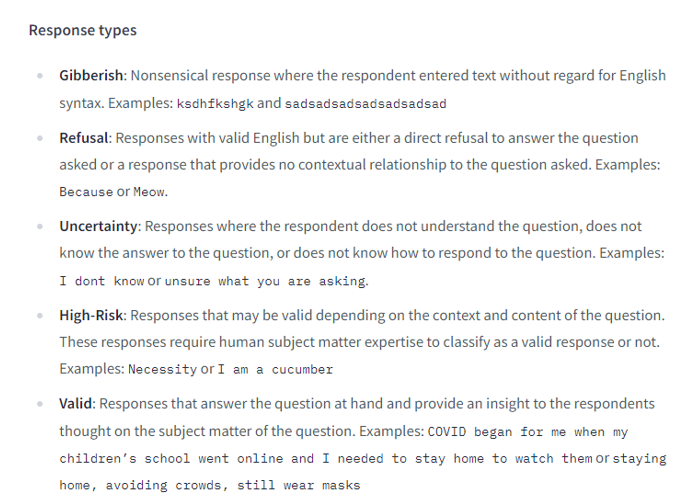 Response types
Gibberish: Nonsensical response where the respondent entered text without regard for English
syntax. Examples: ksdhfkshgk and sadsadsadsadsadsadsad
Refusal: Responses with valid English but are either a direct refusal to answer the question
asked or a response that provides no contextual relationship to the question asked. Examples:
Because or Meow.
Uncertainty: Responses where the respondent does not understand the question, does not
know the answer to the question, or does not know how to respond to the question. Examples:
I dont know or unsure what you are asking.
High-Risk: Responses that may be valid depending on the context and content of the question.
These responses require human subject matter expertise to classify as a valid response or not.
Examples: Necessity or I am a cucumber
Valid: Responses that answer the question at hand and provide an insight to the respondents
thought on the subject matter of the question. Examples: COVID began for me when my
children’s school went online and I needed to stay home to watch them or staying
home, avoiding crowds, still wear masks